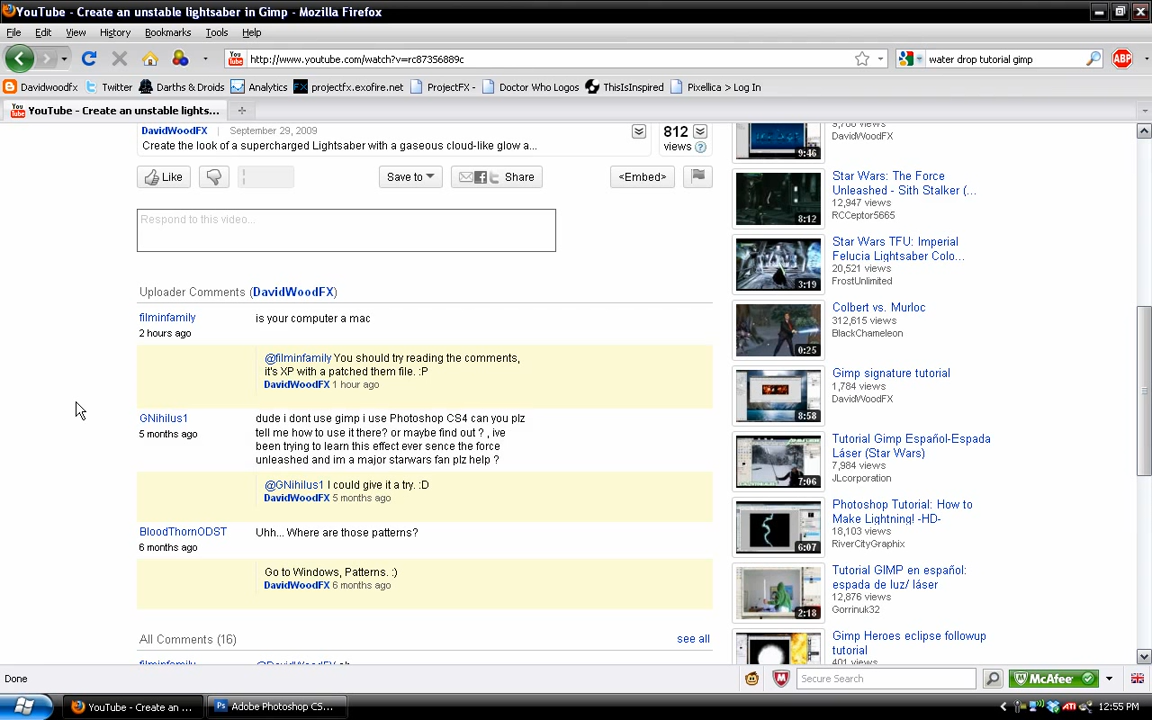 YouTube - Create an unstable lightsaber in Gimp - Mozilla Firefox
File Edit View History Bookmarks Tools Help
http://www.youtube.com/watch?v=rc87356889c
water drop tutorial gimp
ABP
Davidwoodfx Twitter Darths & Droids Analytics projectfx.exofire.net ProjectFX - Doctor Who Logos ThisIsInspired Pixellica > Log In
YouTube - Create an unstable lights...
DavidWoodFX | September 29, 2009
Create the look of a supercharged Lightsaber with a gaseous cloud-like glow a...
812
views
Like
Save to
Share
<Embed>
Respond to this video...
Uploader Comments (DavidWoodFX)
filminfamily
2 hours ago
is your computer a mac
@filminfamily You should try reading the comments,
it's XP with a patched them file. :P
DavidWoodFX 1 hour ago
GNihilus1
5 months ago
dude i dont use gimp i use Photoshop CS4 can you plz
tell me how to use it there? or maybe find out ? , ive
been trying to learn this effect ever sence the force
unleashed and im a major starwars fan plz help ?
@GNihilus1 I could give it a try. :D
DavidWoodFX 5 months ago
BloodThornODST
6 months ago
Uhh... Where are those patterns?
Go to Windows, Patterns. :)
DavidWoodFX 6 months ago
All Comments (16)
see all
filminfamily
@DavidWoodFX oh
9:46
9,786 views
DavidWoodFX
8:12
Star Wars: The Force
Unleashed - Sith Stalker (...
12,947 views
RCCeptor5665
3:19
Star Wars TFU: Imperial
Felucia Lightsaber Colo...
20,521 views
FrostUnlimited
0:25
Colbert vs. Murloc
312,615 views
BlackChameleon
8:58
Gimp signature tutorial
1,784 views
DavidWoodFX
7:06
Tutorial Gimp Español-Espada
Láser (Star Wars)
7,984 views
JLcorporation
6:07
Photoshop Tutorial: How to
Make Lightning! -HD-
18,103 views
RiverCityGraphix
2:18
Tutorial GIMP en español:
espada de luz/ láser
12,876 views
Gorrinuk32
Gimp Heroes eclipse followup
tutorial
401 views
Done
Secure Search
McAfee
YouTube - Create an ...
Adobe Photoshop CS...
12:55 PM